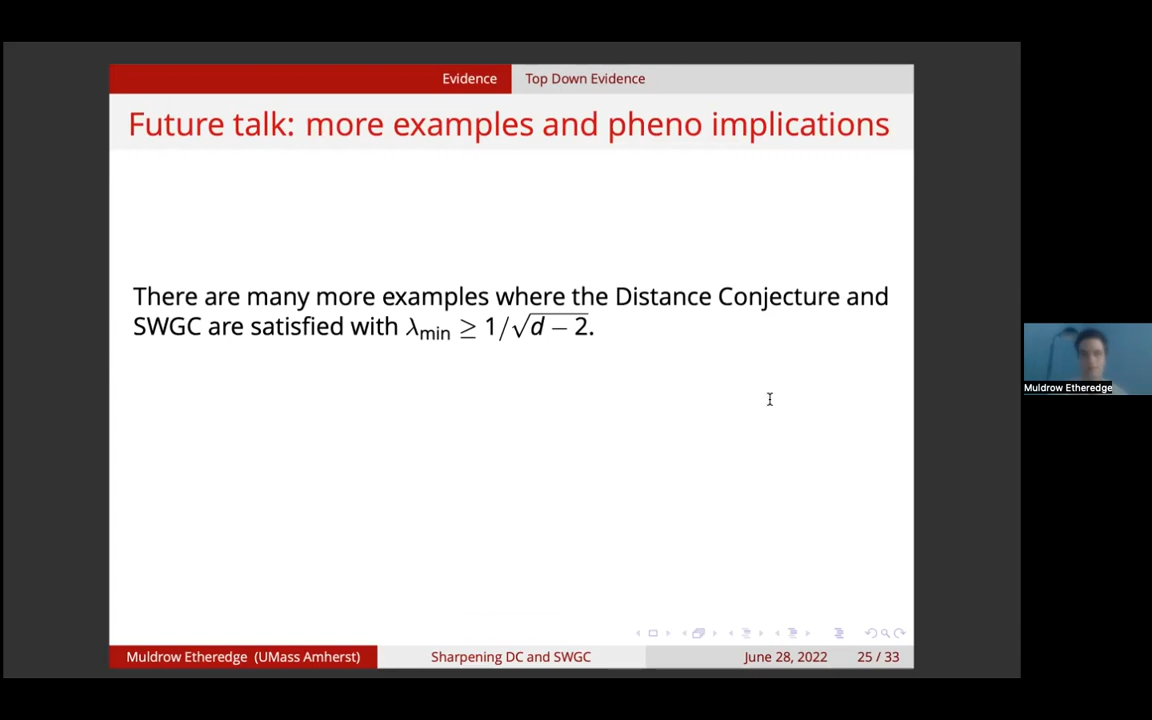 Evidence
Top Down Evidence
Future talk: more examples and pheno implications
There are many more examples where the Distance Conjecture and
SWGC are satisfied with λmin ≥ 1/√d − 2.
Muldrow Etheredge
Muldrow Etheredge (UMass Amherst)
Sharpening DC and SWGC
June 28, 2022
25 / 33